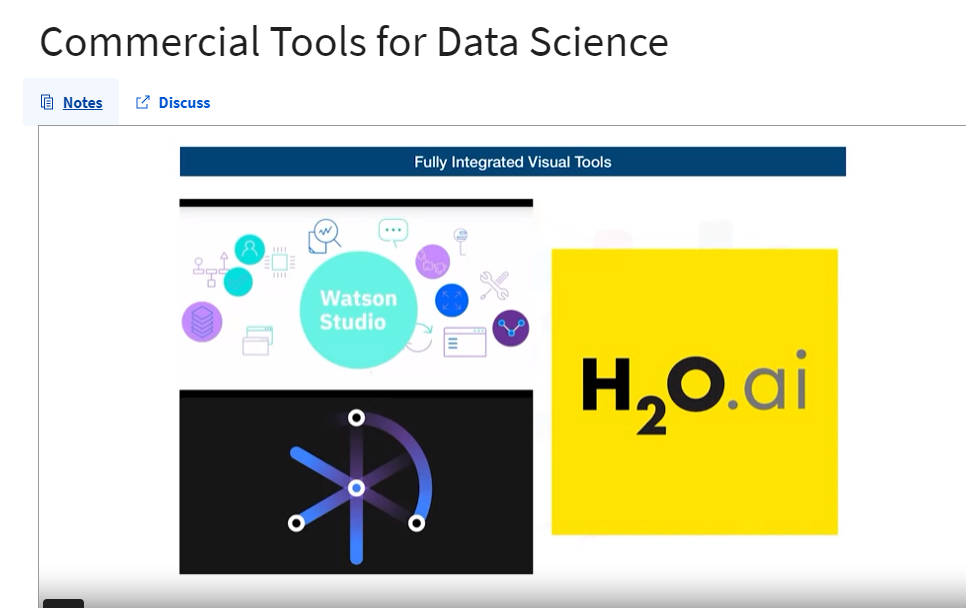 Commercial Tools for Data Science
Notes
Discuss
Fully Integrated Visual Tools
Watson
Studio
H2O.ai